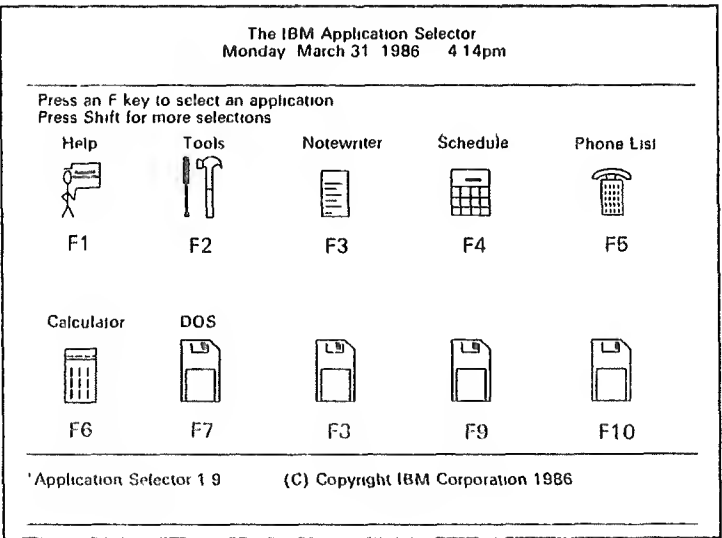 The IBM Application Selector
Monday March 31 1986 4 14pm
Press an F key to select an application
Press Shift for more selections
Help Tools Notewriter Schedule Phone List
F1 F2 F3 F4 F5
Calculator DOS
F6 F7 F3 F9 F10
'Application Selector 1 9 (C) Copyright IBM Corporation 1986